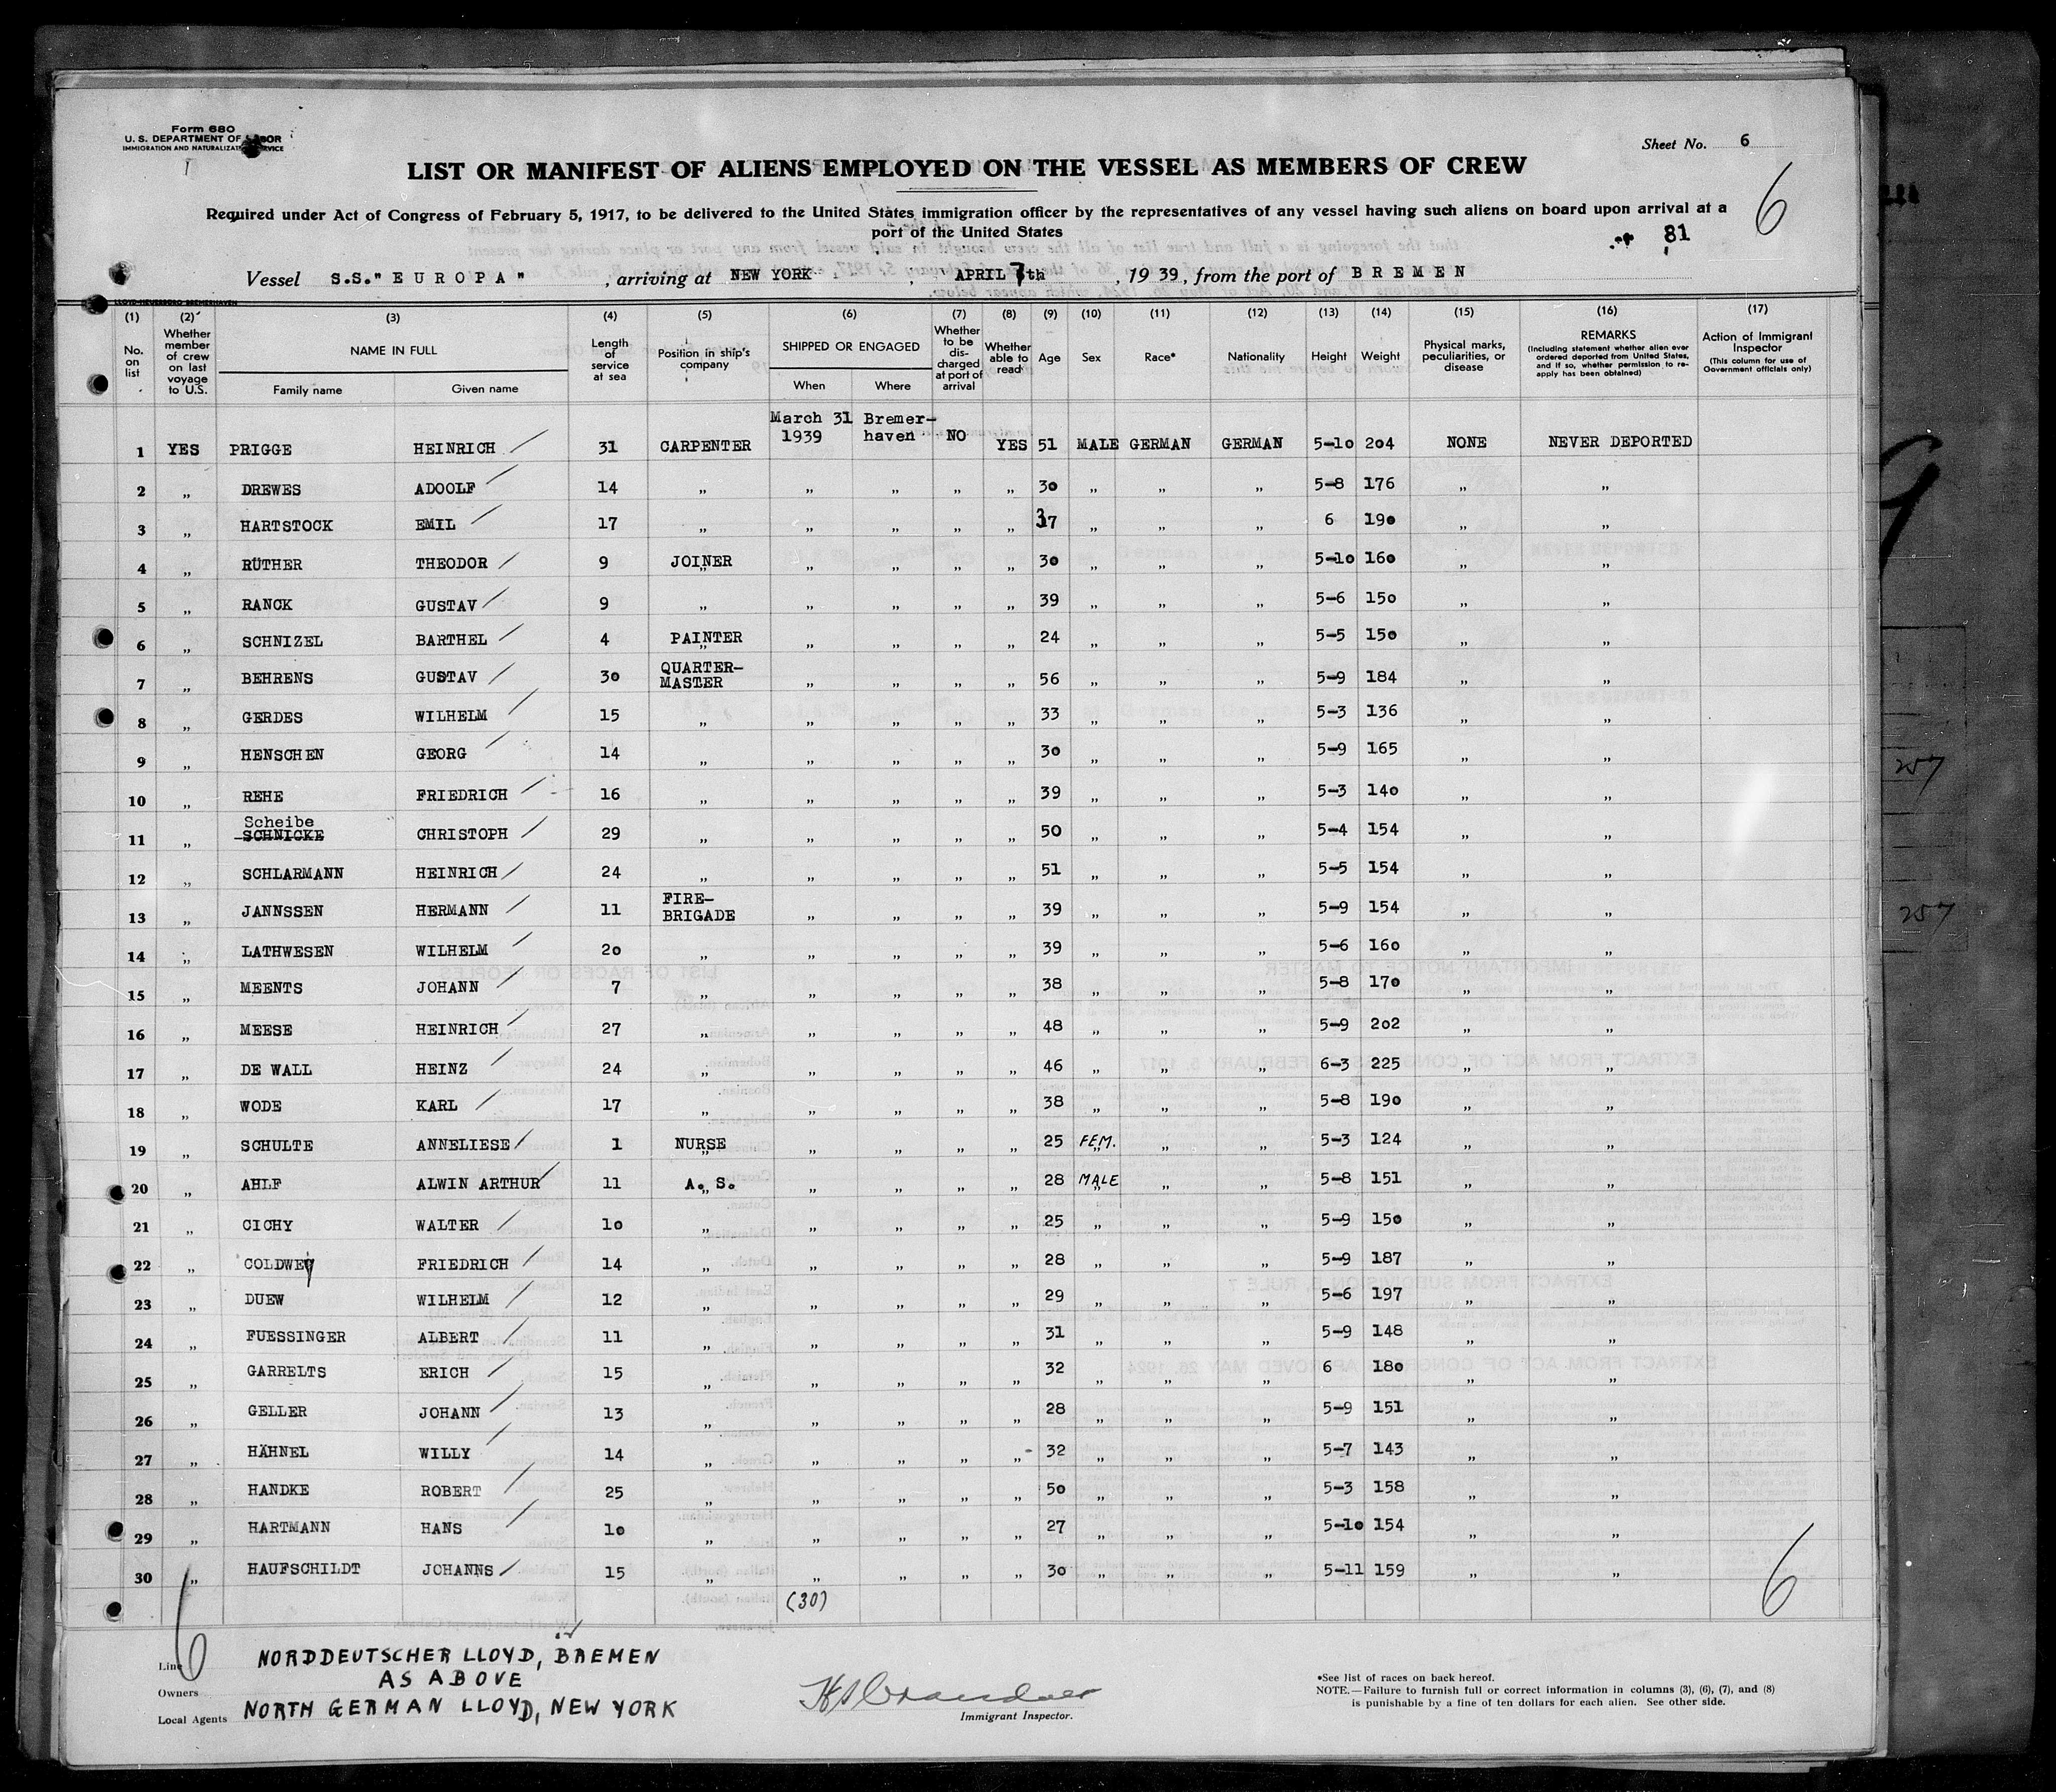 Form 680
U. S. DEPARTMENT OF LABOR
IMMIGRATION AND NATURALIZATION SERVICE
Sheet No. 6
LIST OR MANIFEST OF ALIENS EMPLOYED ON THE VESSEL AS MEMBERS OF CREW
6
Required under Act of Congress of February 5, 1917, to be delivered to the United States immigration officer by the representatives of any vessel having such aliens on board upon arrival at a
port of the United States
81
Vessel S.S. "EUROPA", arriving at NEW YORK, APRIL 7th, 1939, from the port of BREMEN
(1) (2) (3) (4) (5) (6) (7) (8) (9) (10) (11) (12) (13) (14) (15) (16) (17)
No. on list
Whether member of crew on last voyage to U.S.
NAME IN FULL
Family name
Given name
Length of service at sea
Position in ship's company
SHIPPED OR ENGAGED
When
Where
Whether to be discharged at port of arrival
Whether able to read
Age
Sex
Race*
Nationality
Height
Weight
Physical marks, peculiarities, or disease
REMARKS
(Including statement whether alien ever ordered deported from United States, and if so, whether permission to reapply has been obtained)
Action of Immigrant Inspector
(This column for use of Government officials only)
1 YES PRIGGE HEINRICH 31 CARPENTER March 31 1939 Bremer-haven NO YES 51 MALE GERMAN GERMAN 5-10 204 NONE NEVER DEPORTED
2 „ DREWES ADOOLF 14 „ „ „ „ „ 30 „ „ „ 5-8 176 „ „
3 „ HARTSTOCK EMIL 17 „ „ „ „ „ 37 „ „ „ 6 190 „ „
4 „ RÜTHER THEODOR 9 JOINER „ „ „ „ 30 „ „ „ 5-10 160 „ „
5 „ RANCK GUSTAV 9 „ „ „ „ „ 39 „ „ „ 5-6 150 „ „
6 „ SCHNIZEL BARTHEL 4 PAINTER „ „ „ „ 24 „ „ „ 5-5 150 „ „
7 „ BEHRENS GUSTAV 30 QUARTER-MASTER „ „ „ „ 56 „ „ „ 5-9 184 „ „
8 „ GERDES WILHELM 15 „ „ „ „ „ 33 „ „ „ 5-3 136 „ „
9 „ HENSCHEN GEORG 14 „ „ „ „ „ 30 „ „ „ 5-9 165 „ „
10 „ REHE FRIEDRICH 16 „ „ „ „ „ 39 „ „ „ 5-3 140 „ „
11 „ Scheibe SCHNICKE CHRISTOPH 29 „ „ „ „ „ 50 „ „ „ 5-4 154 „ „
12 „ SCHLARMANN HEINRICH 24 „ „ „ „ „ 51 „ „ „ 5-5 154 „ „
13 „ JANNSSEN HERMANN 11 FIRE-BRIGADE „ „ „ „ 39 „ „ „ 5-9 154 „ „
14 „ LATHWESEN WILHELM 20 „ „ „ „ „ 39 „ „ „ 5-6 160 „ „
15 „ MEENTS JOHANN 7 „ „ „ „ „ 38 „ „ „ 5-8 170 „ „
16 „ MEESE HEINRICH 27 „ „ „ „ „ 48 „ „ „ 5-9 202 „ „
17 „ DE WALL HEINZ 24 „ „ „ „ „ 46 „ „ „ 6-3 225 „ „
18 „ WODE KARL 17 „ „ „ „ „ 38 „ „ „ 5-8 190 „ „
19 „ SCHULTE ANNELIESE 1 NURSE „ „ „ „ 25 FEM. „ „ 5-3 124 „ „
20 „ AHLF ALWIN ARTHUR 11 A. S. „ „ „ „ 28 MALE „ „ 5-8 151 „ „
21 „ CICHY WALTER 10 „ „ „ „ „ 25 „ „ „ 5-9 150 „ „
22 „ COLDWEY FRIEDRICH 14 „ „ „ „ „ 28 „ „ „ 5-9 187 „ „
23 „ DUEW WILHELM 12 „ „ „ „ „ 29 „ „ „ 5-6 197 „ „
24 „ FUESSINGER ALBERT 11 „ „ „ „ „ 31 „ „ „ 5-9 148 „ „
25 „ GARRELTS ERICH 15 „ „ „ „ „ 32 „ „ „ 6 180 „ „
26 „ GELLER JOHANN 13 „ „ „ „ „ 28 „ „ „ 5-9 151 „ „
27 „ HÄHNEL WILLY 14 „ „ „ „ „ 32 „ „ „ 5-7 143 „ „
28 „ HANDKE ROBERT 25 „ „ „ „ „ 50 „ „ „ 5-3 158 „ „
29 „ HARTMANN HANS 10 „ „ „ „ „ 27 „ „ „ 5-10 154 „ „
30 „ HAUFSCHILDT JOHANNS 15 „ „ „ „ „ 30 „ „ „ 5-11 159 „ „
(30)
6
6
Line NORDDEUTSCHER LLOYD, BREMEN
Owners AS ABOVE
Local Agents NORTH GERMAN LLOYD, NEW YORK
Immigrant Inspector.
*See list of races on back hereof.
NOTE.—Failure to furnish full or correct information in columns (3), (6), (7), and (8)
is punishable by a fine of ten dollars for each alien. See other side.
257
257